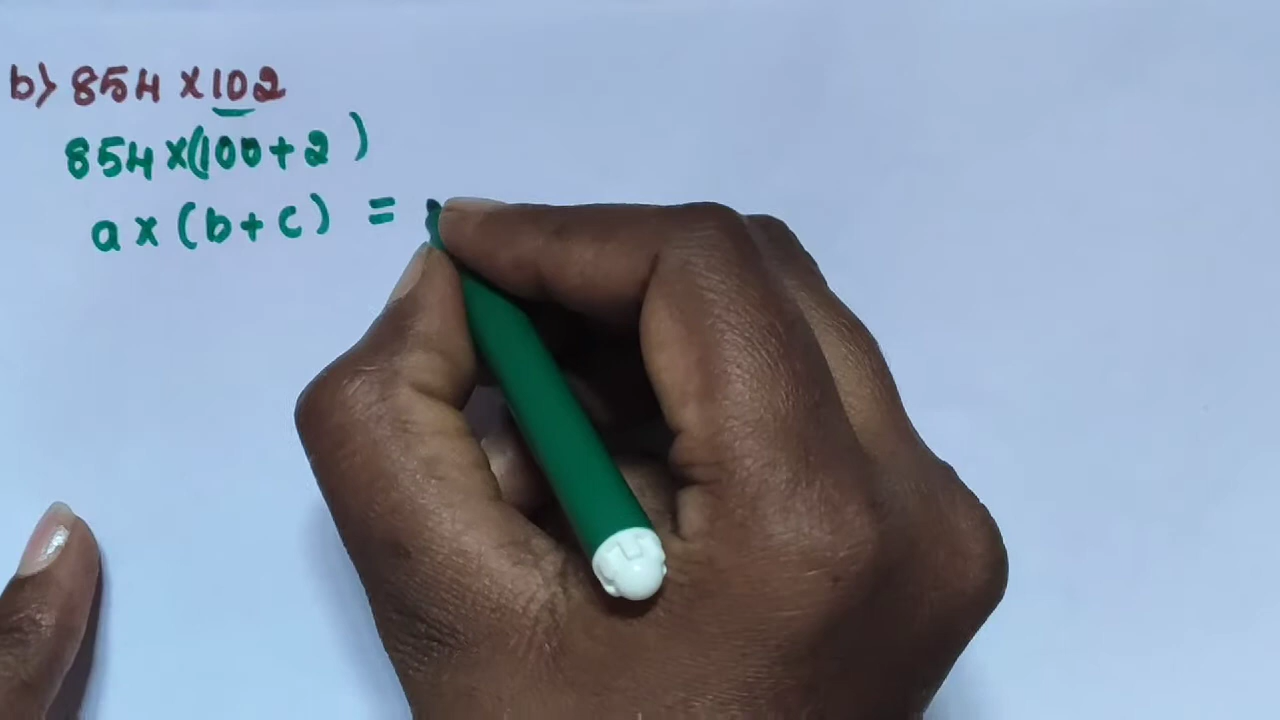 b) 854 × 102
854 × (100 + 2 )
a × (b + c) =